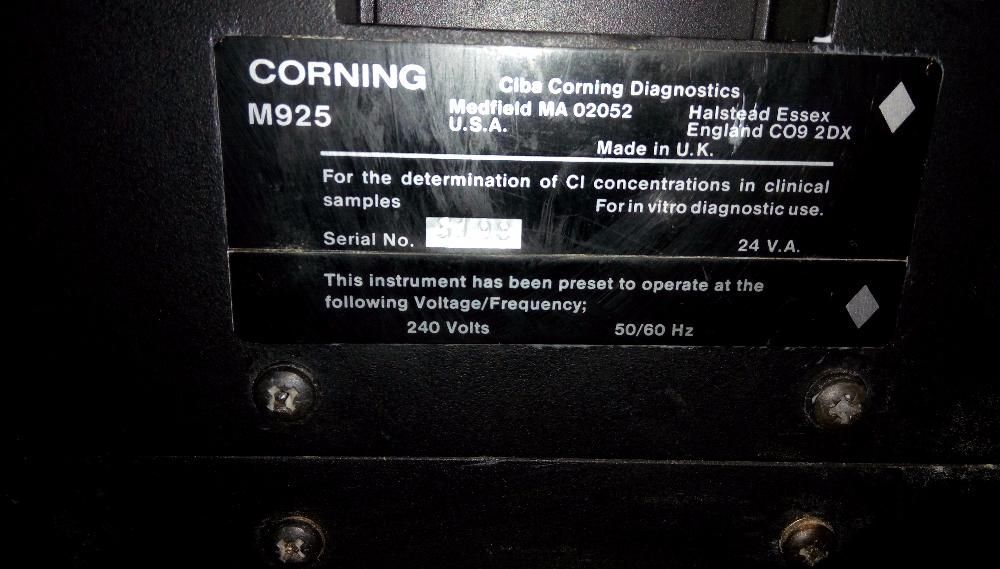 CORNING
M925
Ciba Corning Diagnostics
Medfield MA 02052
U.S.A.
Halstead Essex
England CO9 2DX
Made in U.K.
For the determination of Cl concentrations in clinical
samples
For in vitro diagnostic use.
Serial No.
24 V.A.
This instrument has been preset to operate at the
following Voltage/Frequency;
240 Volts 50/60 Hz